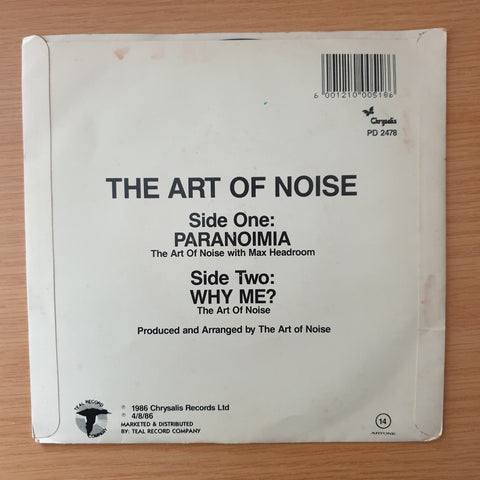 6 001210 005186
Chrysalis
PD 2478
THE ART OF NOISE
Side One:
PARANOIMIA
The Art Of Noise with Max Headroom
Side Two:
WHY ME?
The Art Of Noise
Produced and Arranged by The Art of Noise
TEAL RECORD
COMPANY
℗ 1986 Chrysalis Records Ltd
℗ 4/8/86
MARKETED & DISTRIBUTED
BY: TEAL RECORD COMPANY
14
ARTONE